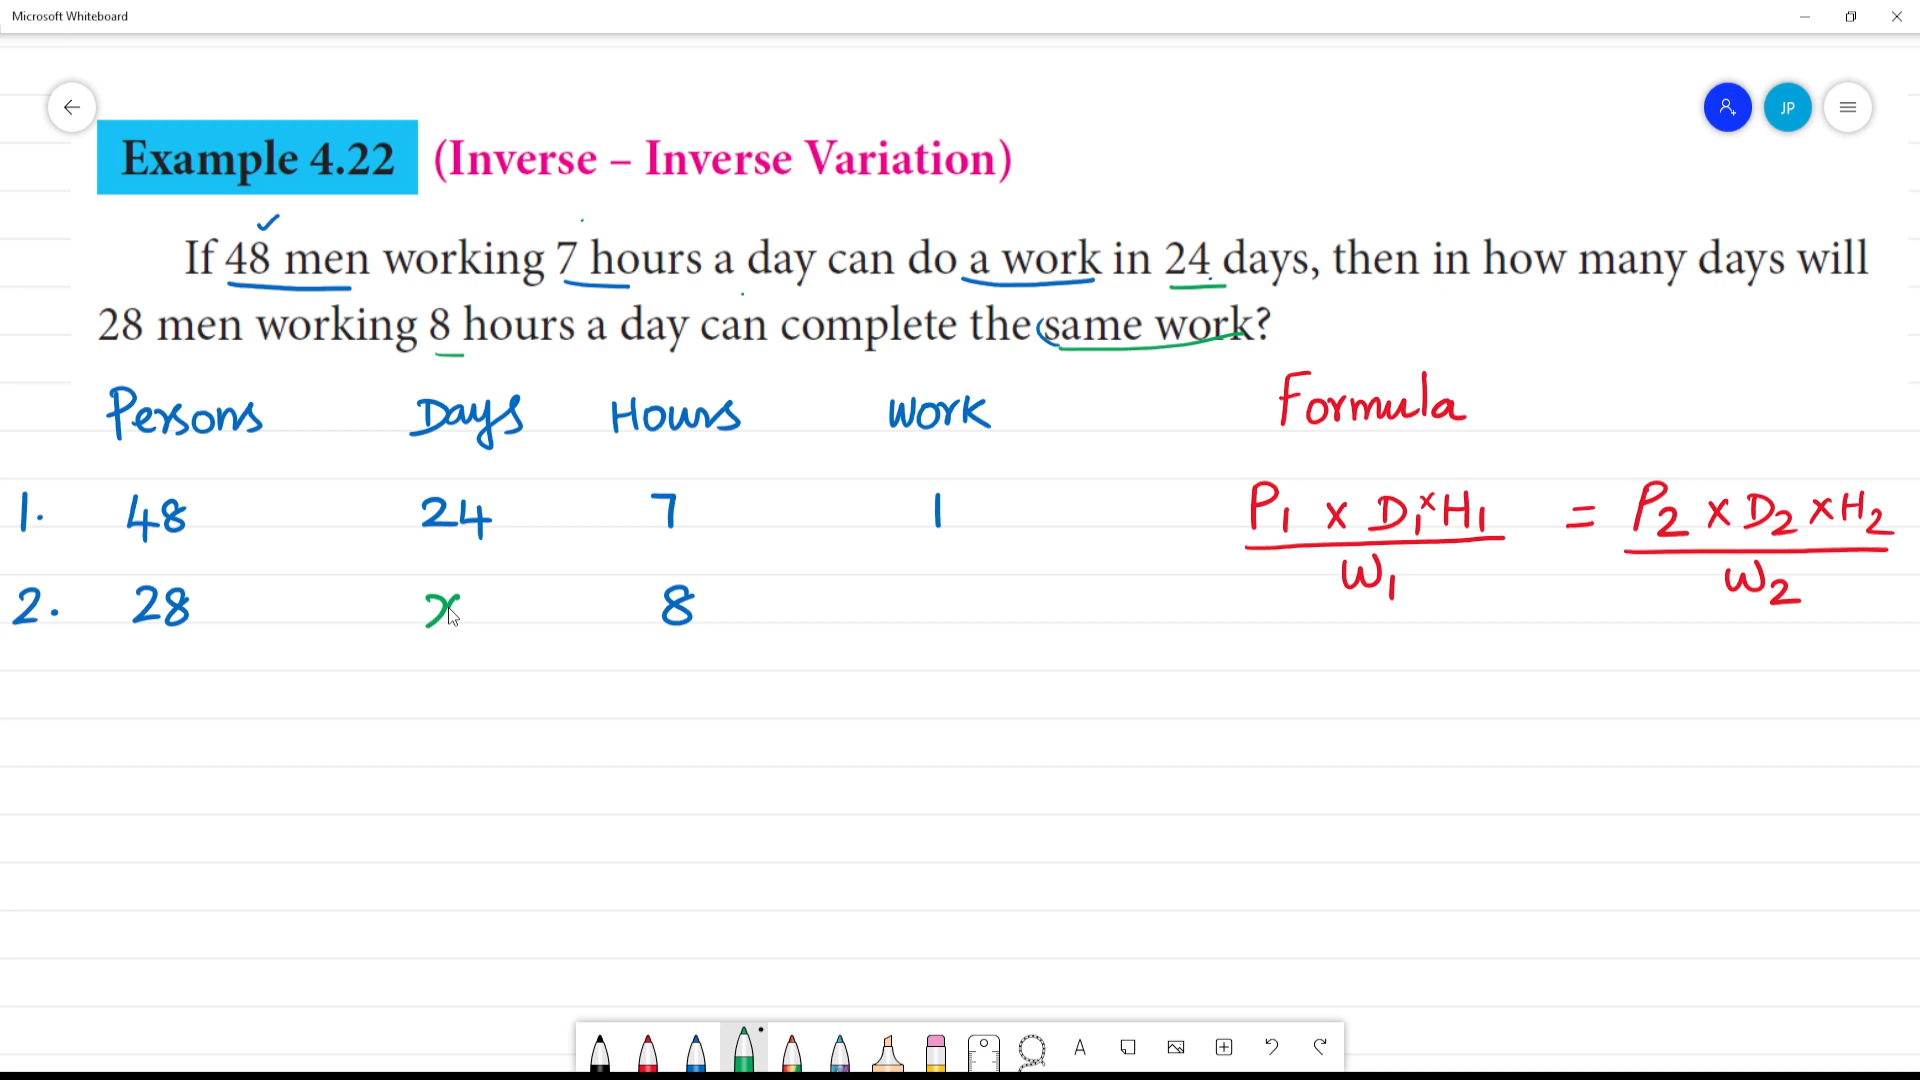 Microsoft Whiteboard
JP
Example 4.22 (Inverse – Inverse Variation)
If 48 men working 7 hours a day can do a work in 24 days, then in how many days will
28 men working 8 hours a day can complete the same work?
Persons Days Hours Work Formula
1. 48 24 7 1 P1 x D1 x H1 = P2 x D2 x H2
W1 W2
2. 28 x 8
A